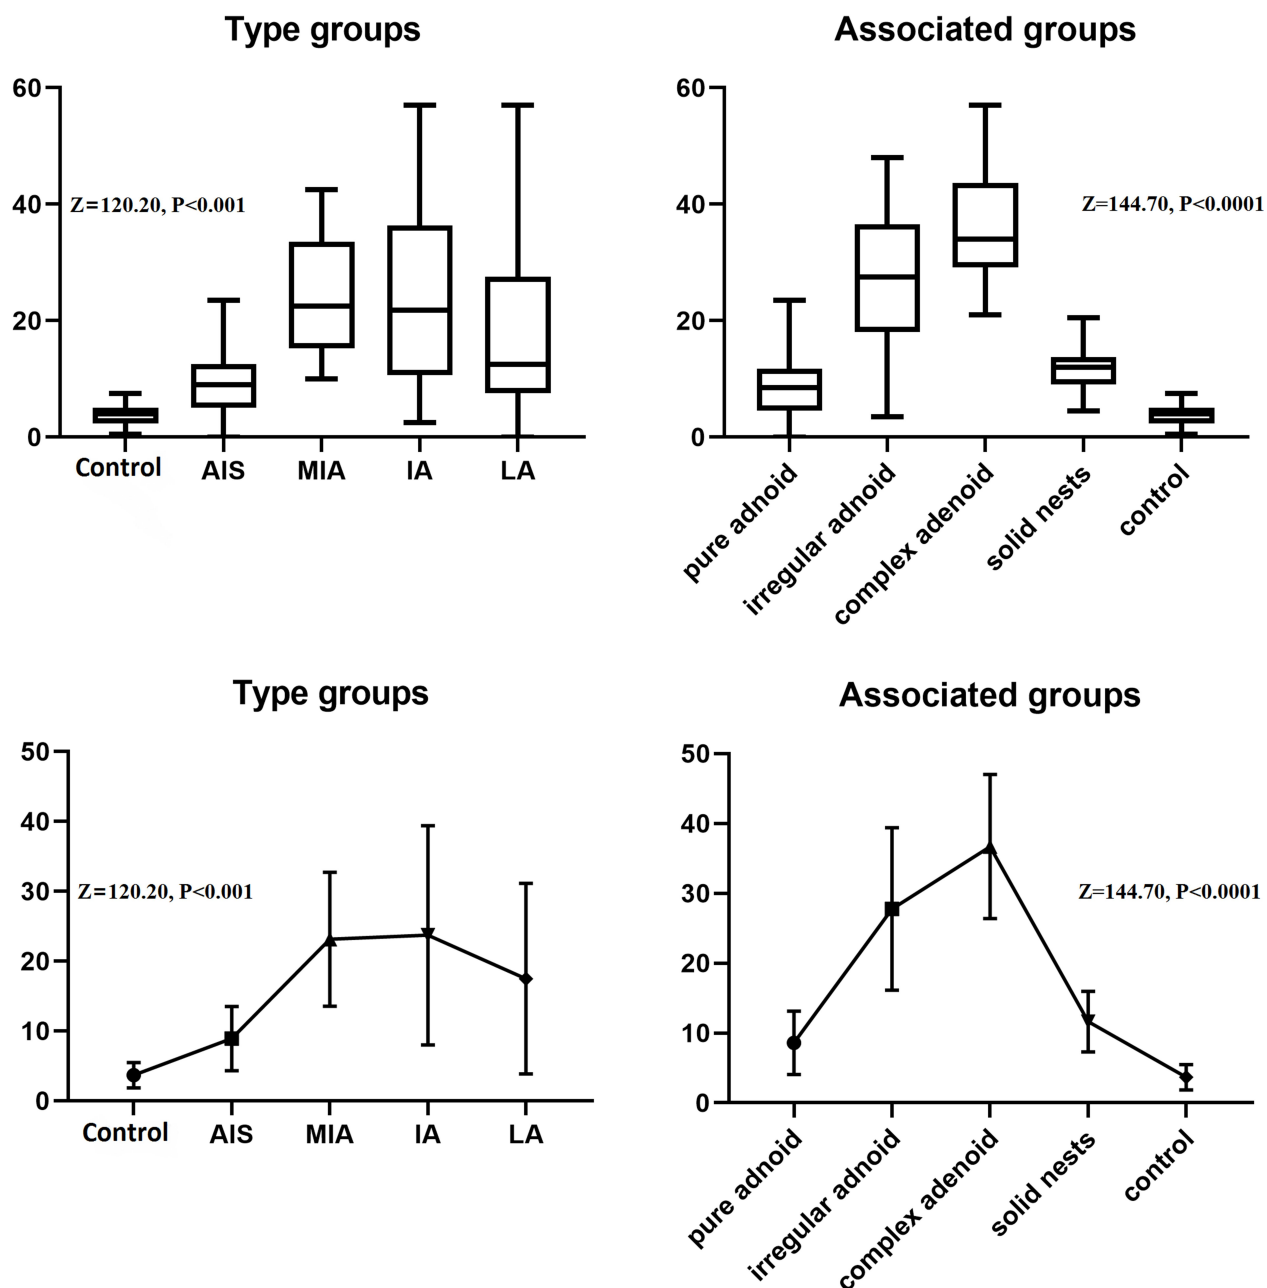 Type groups
60
40
20
0
Z=120.20, P<0.001
Control
AIS
MIA
IA
LA
Associated groups
60
40
20
0
Z=144.70, P<0.0001
pure adnoid
irregular adnoid
complex adenoid
solid nests
control
Type groups
50
40
30
20
10
0
Z=120.20, P<0.001
Control
AIS
MIA
IA
LA
Associated groups
50
40
30
20
10
0
Z=144.70, P<0.0001
pure adnoid
irregular adnoid
complex adenoid
solid nests
control